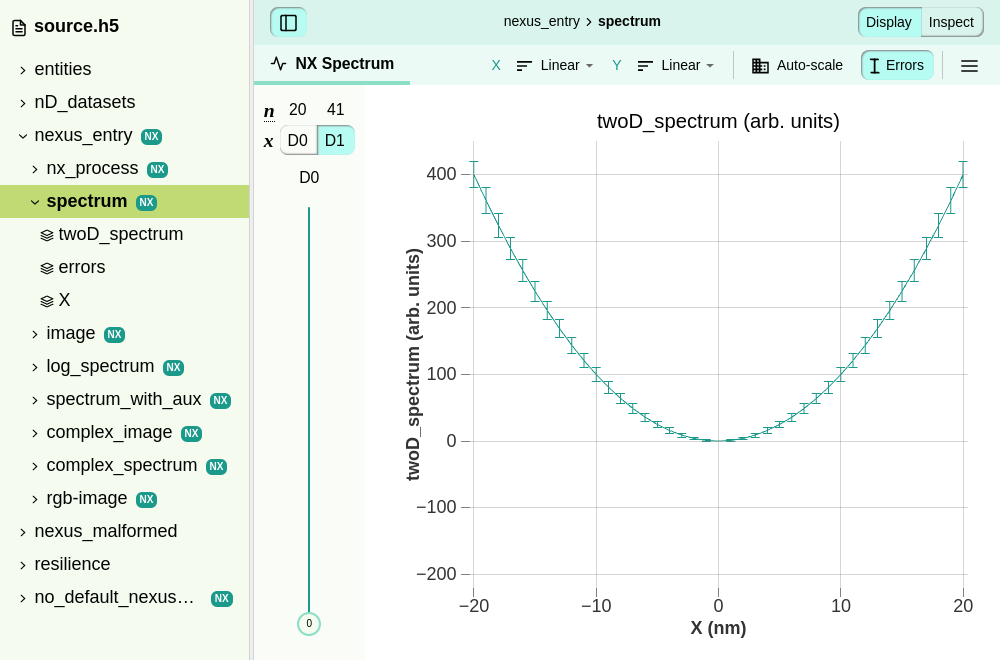 source.h5
entities
nD_datasets
nexus_entry NX
nx_process NX
spectrum NX
twoD_spectrum
errors
X
image NX
log_spectrum NX
spectrum_with_aux NX
complex_image NX
complex_spectrum NX
rgb-image NX
nexus_malformed
resilience
no_default_nexus… NX
nexus_entry › spectrum
Display Inspect
NX Spectrum
X Linear Y Linear Auto-scale Errors
n 20 41
x D0 D1
D0
0
twoD_spectrum (arb. units)
twoD_spectrum (arb. units)
400
300
200
100
0
−100
−200
−20 −10 0 10 20
X (nm)